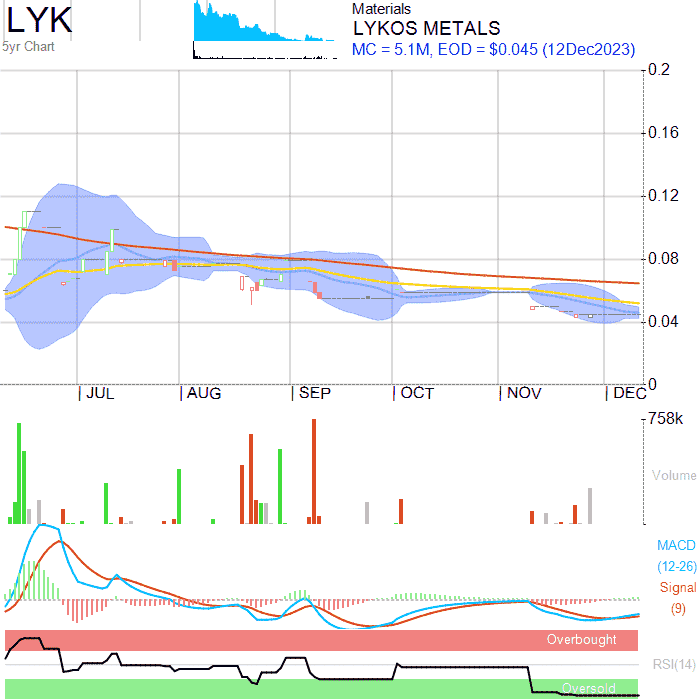 LYK
5yr Chart
Materials
LYKOS METALS
MC = 5.1M, EOD = $0.045 (12Dec2023)
0.2
0.16
0.12
0.08
0.04
0
JUL AUG SEP OCT NOV DEC
758k
Volume
MACD
(12-26)
Signal
(9)
Overbought
RSI(14)
Oversold